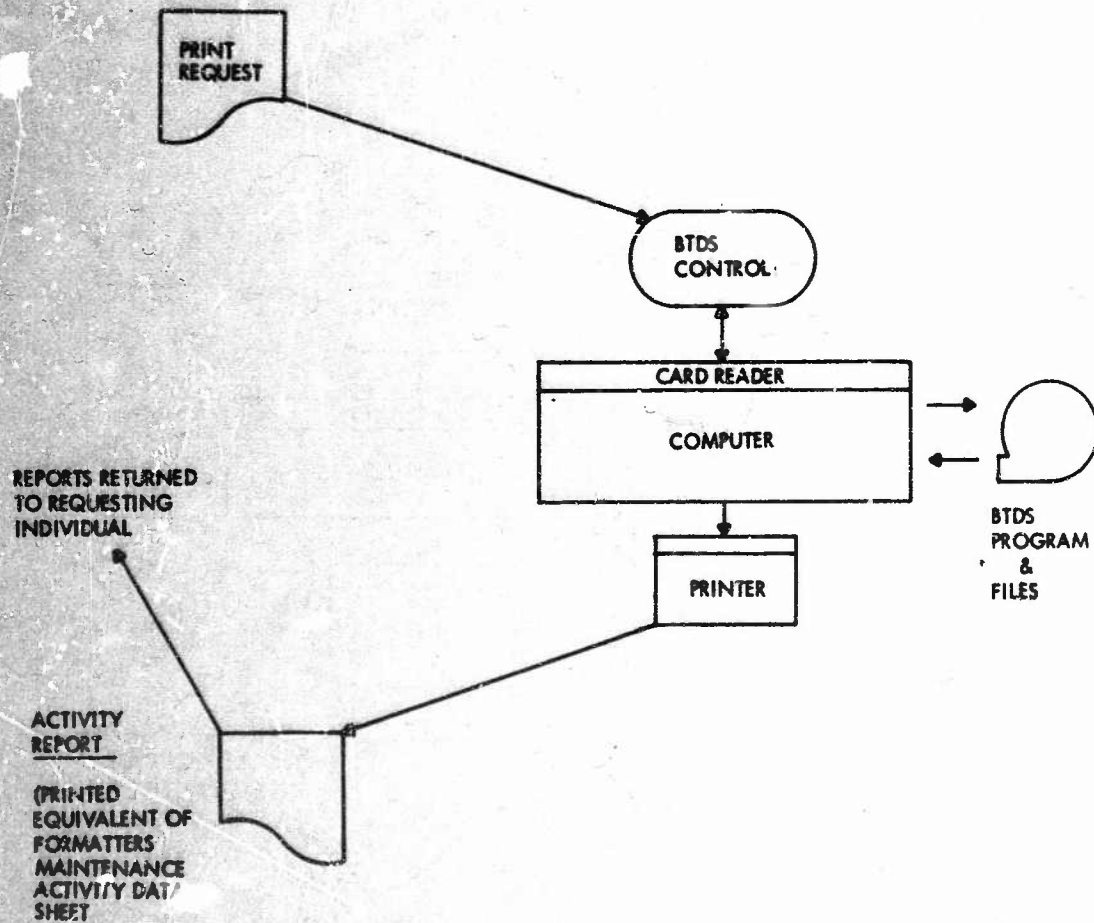 PRINT
REQUEST
BTDS
CONTROL
CARD READER
COMPUTER
REPORTS RETURNED
TO REQUESTING
INDIVIDUAL
BTDS
PROGRAM
&
FILES
PRINTER
ACTIVITY
REPORT
(PRINTED
EQUIVALENT OF
FORMATTERS
MAINTENANCE
ACTIVITY DATA
SHEET